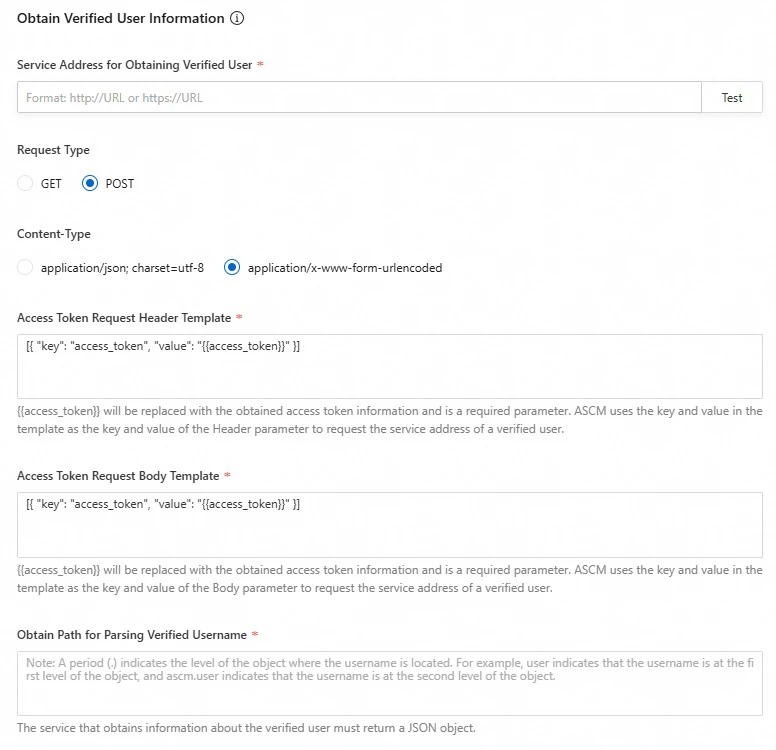 Obtain Verified User Information
Service Address for Obtaining Verified User *
Format: http://URL or https://URL
Test
Request Type
GET
POST
Content-Type
application/json; charset=utf-8
application/x-www-form-urlencoded
Access Token Request Header Template *
[{ "key": "access_token", "value": "{{access_token}}" }]
{{access_token}} will be replaced with the obtained access token information and is a required parameter. ASCM uses the key and value in the
template as the key and value of the Header parameter to request the service address of a verified user.
Access Token Request Body Template *
[{ "key": "access_token", "value": "{{access_token}}" }]
{{access_token}} will be replaced with the obtained access token information and is a required parameter. ASCM uses the key and value in the
template as the key and value of the Body parameter to request the service address of a verified user.
Obtain Path for Parsing Verified Username *
Note: A period (.) indicates the level of the object where the username is located. For example, user indicates that the username is at the fi
rst level of the object, and ascm.user indicates that the username is at the second level of the object.
The service that obtains information about the verified user must return a JSON object.